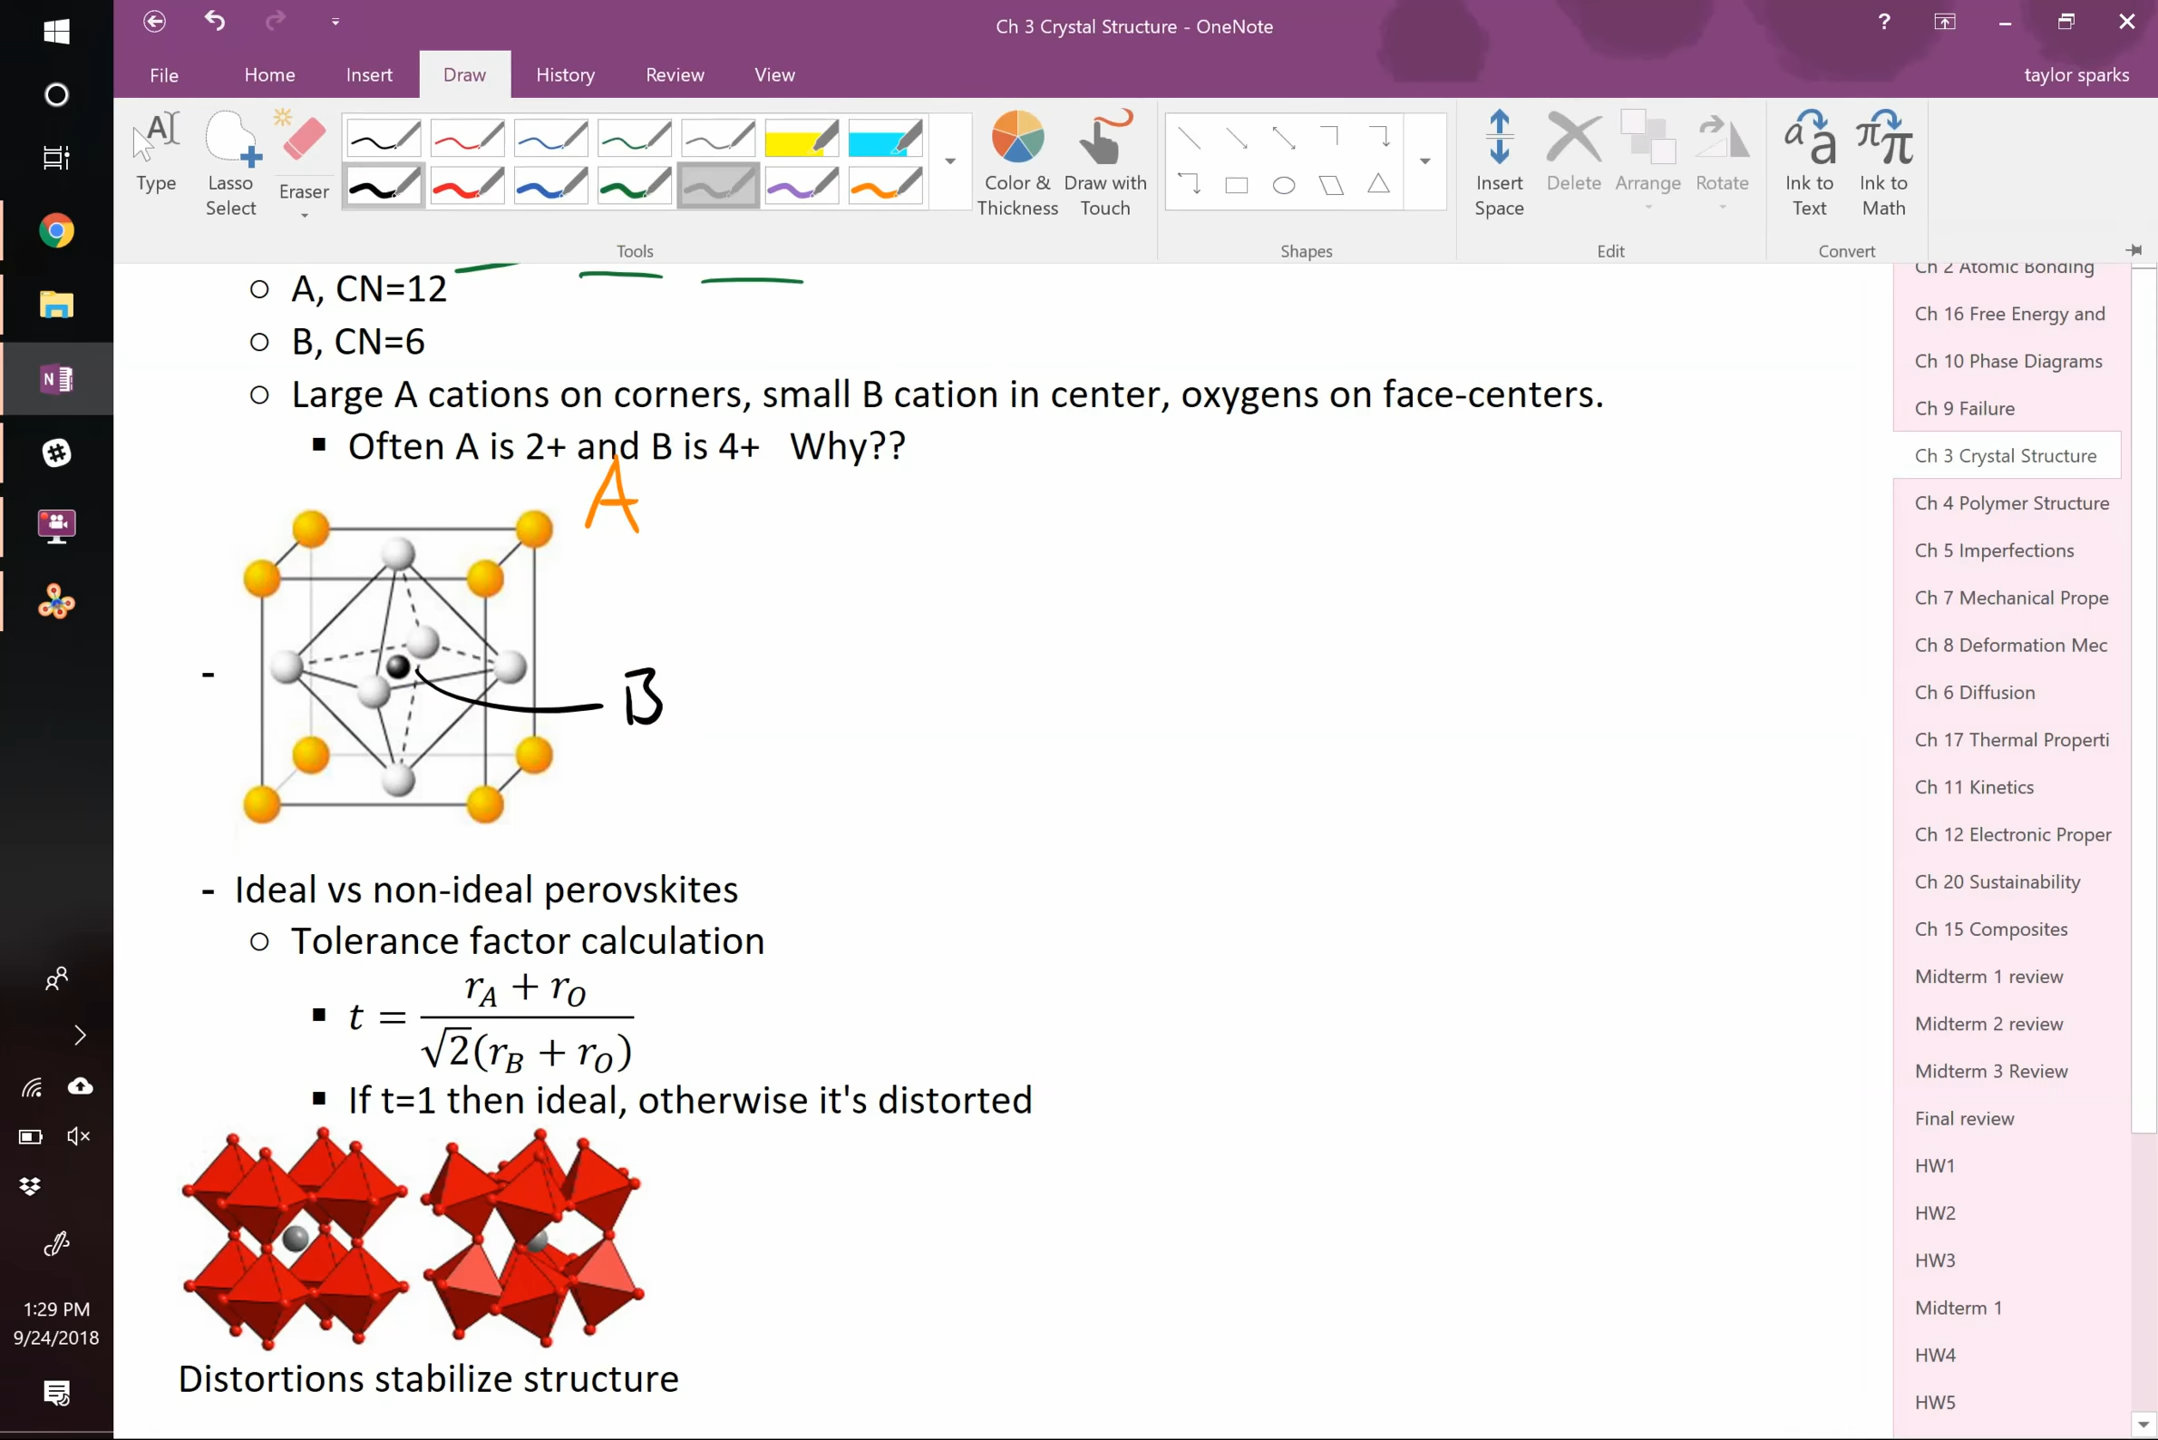 Ch 3 Crystal Structure - OneNote
?
File
Home
Insert
Draw
History
Review
View
taylor sparks
Type
Lasso
Select
Eraser
Color &
Thickness
Draw with
Touch
Insert
Space
Delete
Arrange
Rotate
Ink to
Text
Ink to
Math
Tools
Shapes
Edit
Convert
○ A, CN=12
○ B, CN=6
○ Large A cations on corners, small B cation in center, oxygens on face-centers.
▪ Often A is 2+ and B is 4+ Why??
A
-
B
- Ideal vs non-ideal perovskites
○ Tolerance factor calculation
▪ t = (r_A + r_O) / (√2(r_B + r_O))
▪ If t=1 then ideal, otherwise it's distorted
Distortions stabilize structure
Ch 2 Atomic Bonding
Ch 16 Free Energy and
Ch 10 Phase Diagrams
Ch 9 Failure
Ch 3 Crystal Structure
Ch 4 Polymer Structure
Ch 5 Imperfections
Ch 7 Mechanical Prope
Ch 8 Deformation Mec
Ch 6 Diffusion
Ch 17 Thermal Properti
Ch 11 Kinetics
Ch 12 Electronic Proper
Ch 20 Sustainability
Ch 15 Composites
Midterm 1 review
Midterm 2 review
Midterm 3 Review
Final review
HW1
HW2
HW3
Midterm 1
HW4
HW5
1:29 PM
9/24/2018